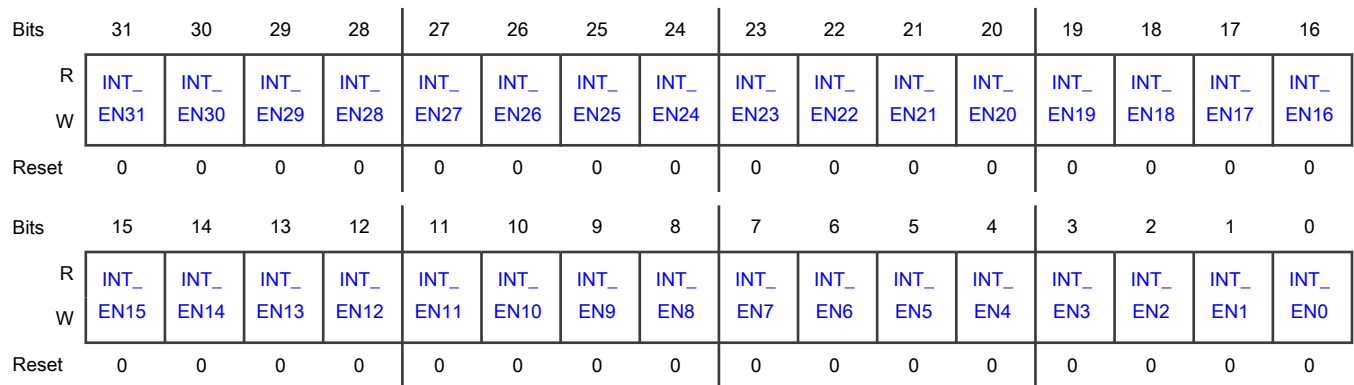 Bits 31 30 29 28 27 26 25 24 23 22 21 20 19 18 17 16
R INT_ INT_ INT_ INT_ INT_ INT_ INT_ INT_ INT_ INT_ INT_ INT_ INT_ INT_ INT_ INT_
W EN31 EN30 EN29 EN28 EN27 EN26 EN25 EN24 EN23 EN22 EN21 EN20 EN19 EN18 EN17 EN16
Reset 0 0 0 0 0 0 0 0 0 0 0 0 0 0 0 0
Bits 15 14 13 12 11 10 9 8 7 6 5 4 3 2 1 0
R INT_ INT_ INT_ INT_ INT_ INT_ INT_ INT_ INT_ INT_ INT_ INT_ INT_ INT_ INT_ INT_
W EN15 EN14 EN13 EN12 EN11 EN10 EN9 EN8 EN7 EN6 EN5 EN4 EN3 EN2 EN1 EN0
Reset 0 0 0 0 0 0 0 0 0 0 0 0 0 0 0 0